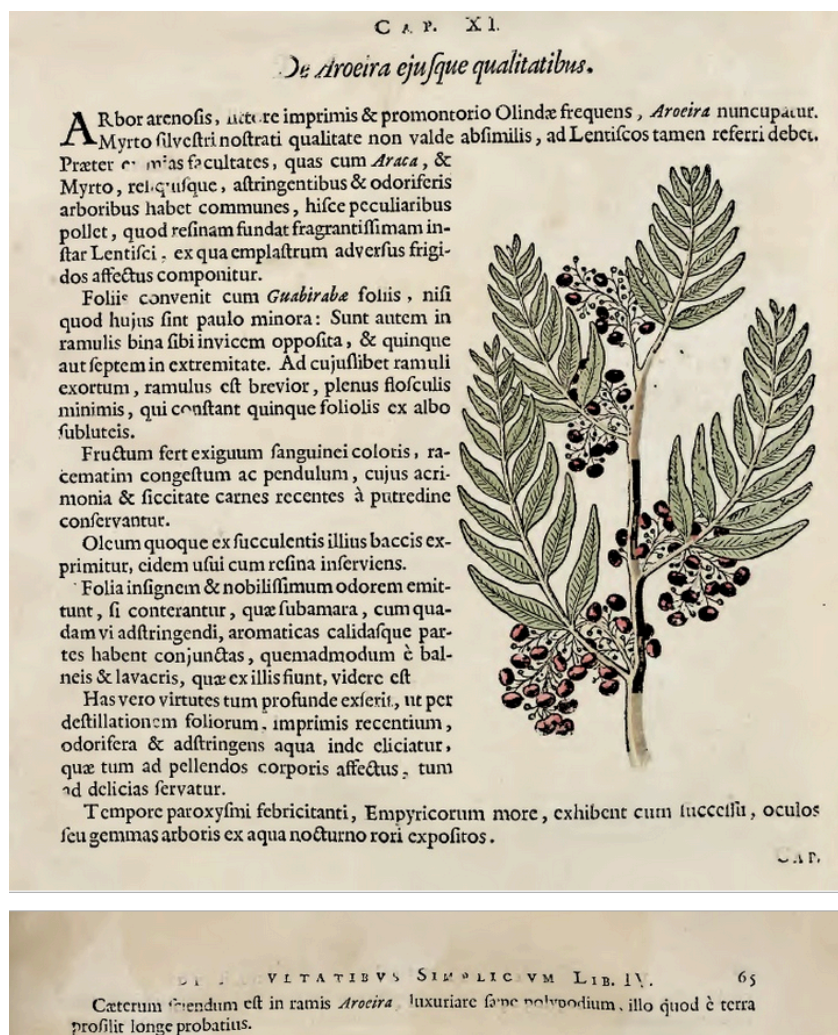 CAP. XI.
De Aroeira ejuſque qualitatibus.
ARbor arenoſis, littore imprimis & promontorio Olindæ frequens, Aroeira nuncupatur.
Myrto ſilveſtri noſtrati qualitate non valde abſimilis, ad Lentiſcos tamen referri debet.
Præter facultates, quas cum Araca, &
Myrto, reliquiſque, aſtringentibus & odoriferis
arboribus habet communes, hiſce peculiaribus
pollet, quod reſinam fundat fragrantiſſimam in-
ſtar Lentiſci, ex qua emplaſtrum adverſus frigi-
dos affectus componitur.
Foliis convenit cum Guabirabæ foliis, niſi
quod hujus ſint paulo minora: Sunt autem in
ramulis bina ſibi invicem oppoſita, & quinque
aut ſeptem in extremitate. Ad cujuſlibet ramuli
exortum, ramulus eſt brevior, plenus floſculis
minimis, qui conſtant quinque foliolis ex albo
ſubluteis.
Fructum fert exiguum ſanguinei coloris, ra-
cematim congeſtum ac pendulum, cujus acri-
monia & ſiccitate carnes recentes à putredine
conſervantur.
Oleum quoque ex ſucculentis illius baccis ex-
primitur, eidem uſui cum reſina inſerviens.
Folia inſignem & nobiliſſimum odorem emit-
tunt, ſi conterantur, quæ ſubamara, cum qua-
dam vi adſtringendi, aromaticas calidaſque par-
tes habent conjunctas, quemadmodum è bal-
neis & lavacris, quæ ex illis fiunt, videre eſt
Has vero virtutes tum profunde exſerit, ut per
deſtillationem foliorum, imprimis recentium,
odorifera & adſtringens aqua inde eliciatur,
quæ tum ad pellendos corporis affectus, tum
ad delicias ſervatur.
Tempore paroxyſmi febricitanti, Empyricorum more, exhibent cum ſucceſſu, oculos
ſeu gemmas arboris ex aqua nocturno rori expoſitos.
CAP.
SIMPLICVM LIB. IV. 65
Cæterum ſciendum eſt in ramis Aroeira luxuriare ſane polypodium, illo quod è terra
proſilit longe probatius.